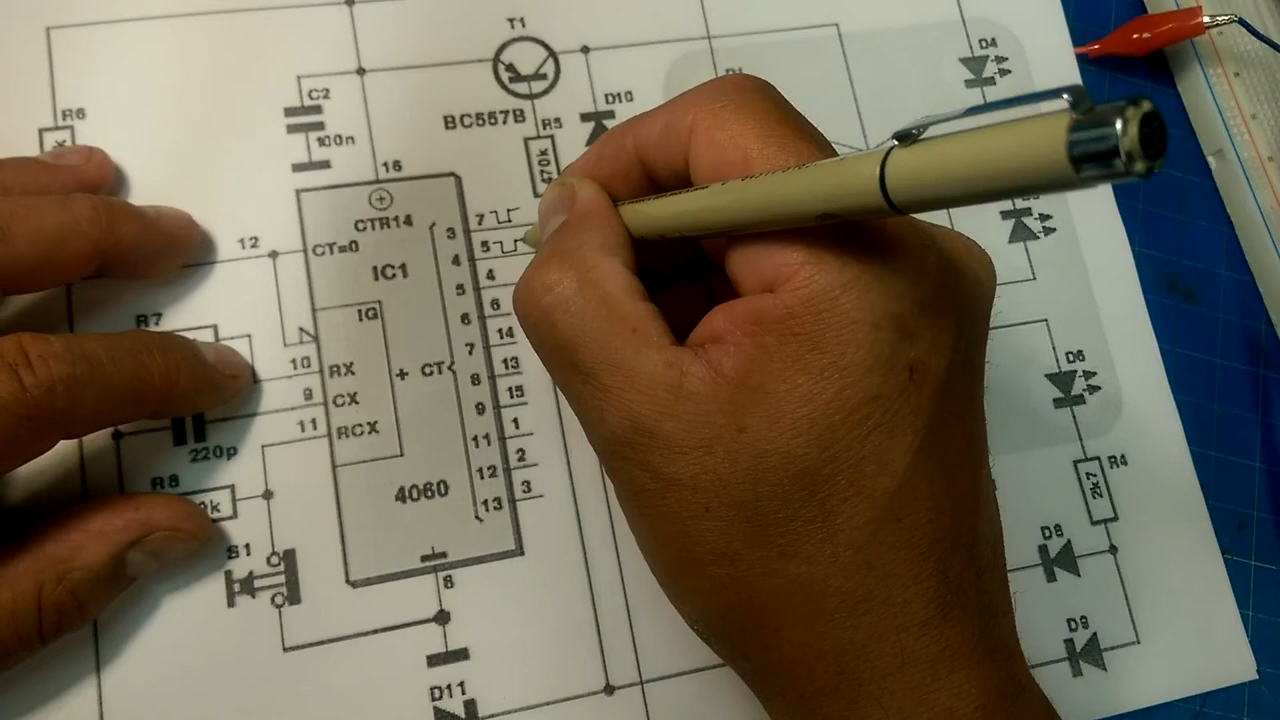 T1
D4
R6
C2
D10
BC557B
R5
100n
470k
16
CTR14
7
12
CT=0
3
5
IC1
4
4
5
6
IG
6
14
R7
10
RX
+
CT
7
13
8
15
D6
9
CX
9
1
11
RCX
11
2
220p
12
3
R4
2k7
R8
4060
13
k
S1
8
D8
D9
D11